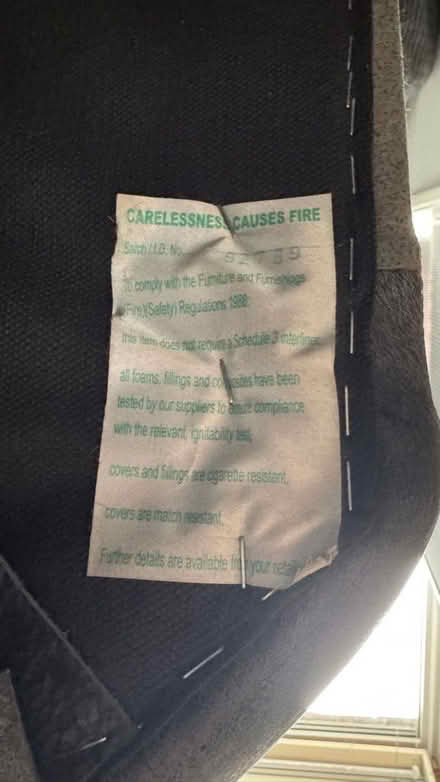 CARELESSNESS CAUSES FIRE
Batch / I.D. No.
To comply with the Furniture and Furnishings
(Fire)(Safety) Regulations 1988:
this item does not require a Schedule 3 interliner,
all foams, fillings and composites have been
tested by our suppliers to ensure compliance
with the relevant, ignitability test,
covers and fillings are cigarette resistant,
covers are match resistant,
Further details are available from your retailer